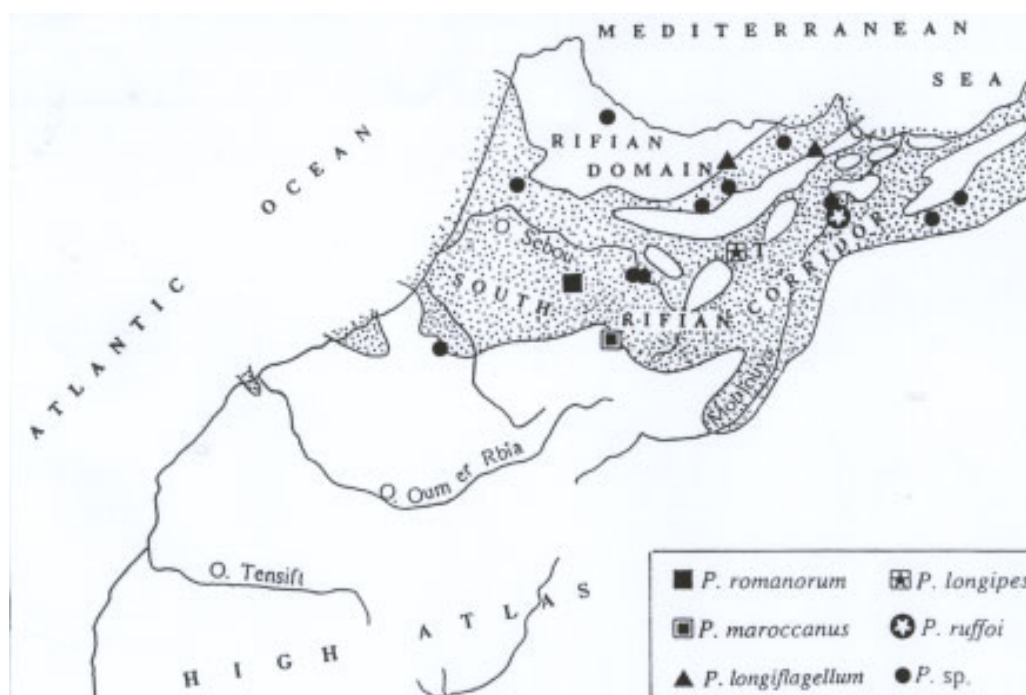 MEDITERRANEAN
SEA
ATLANTIC OCEAN
RIFIAN
DOMAIN
O. Sebou
T
SOUTH
RIFIAN CORRIDOR
Moulouya
O. Oum er Rbia
O. Tensift
HIGH ATLAS
P. romanorum
P. longipes
P. maroccanus
P. ruffoi
P. longiflagellum
P. sp.